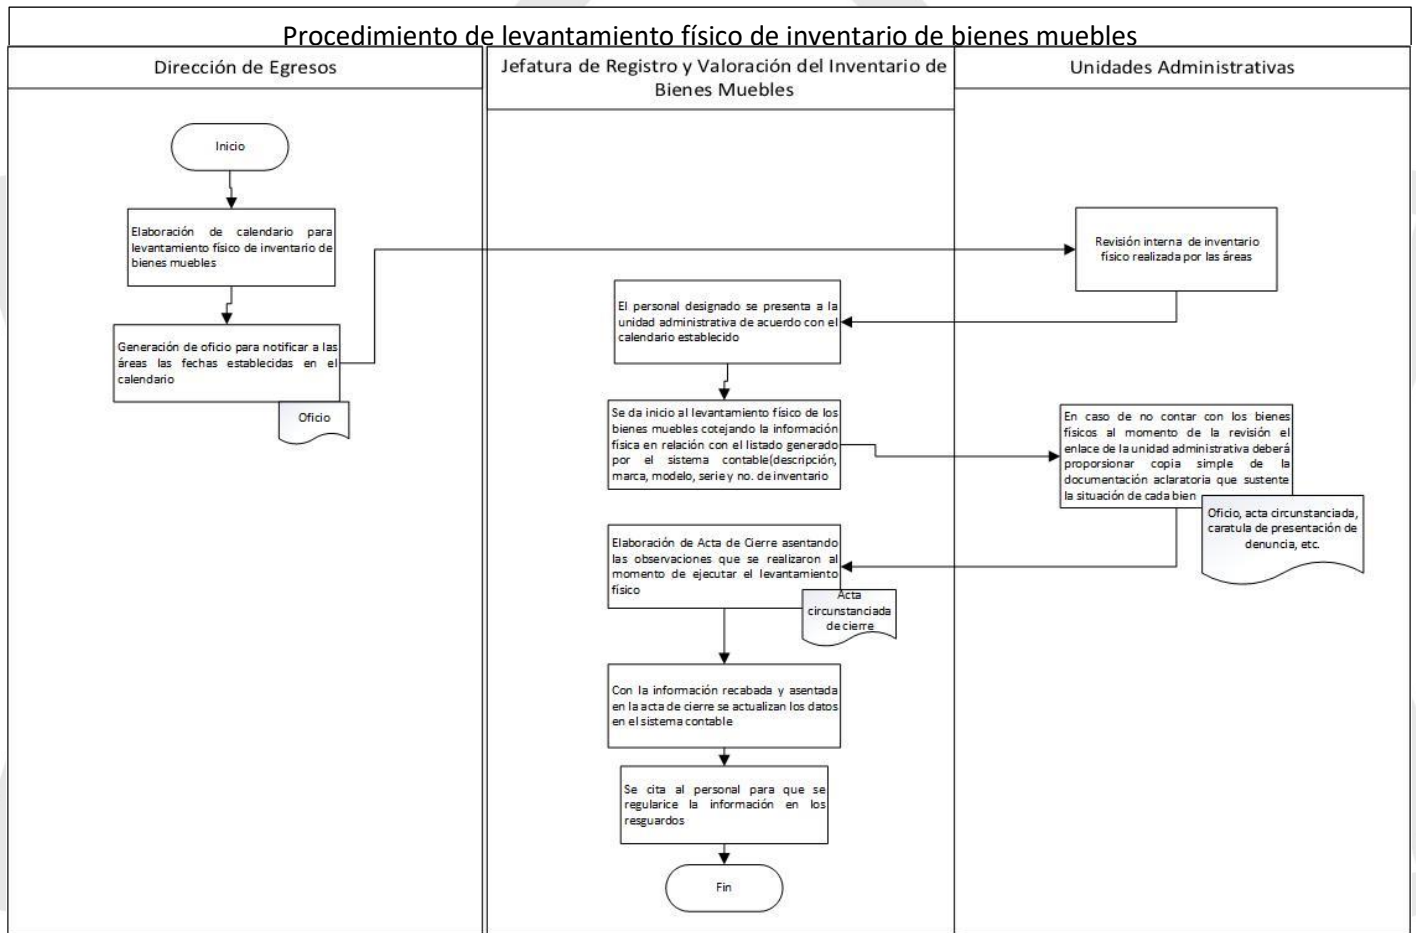 Procedimiento de levantamiento físico de inventario de bienes muebles
Dirección de Egresos
Jefatura de Registro y Valoración del Inventario de
Bienes Muebles
Unidades Administrativas
Inicio
Elaboración de calendario para
levantamiento físico de inventario de
bienes muebles
Revisión interna de inventario
físico realizada por las áreas
Generación de oficio para notificar a las
áreas las fechas establecidas en el
calendario
Oficio
El personal designado se presenta a la
unidad administrativa de acuerdo con el
calendario establecido
Se da inicio al levantamiento físico de los
bienes muebles cotejando la información
física en relación con el listado generado
por el sistema contable(descripción,
marca, modelo, serie y no. de inventario
En caso de no contar con los bienes
físicos al momento de la revisión el
enlace de la unidad administrativa deberá
proporsionar copia simple de la
documentación aclaratoria que sustente
la situación de cada bien
Oficio, acta circunstanciada,
caratula de presentación de
denuncia, etc.
Elaboración de Acta de Cierre asentando
las observaciones que se realizaron al
momento de ejecutar el levantamiento
físico
Acta
circunstanciada
de cierre
Con la información recabada y asentada
en la acta de cierre se actualizan los datos
en el sistema contable
Se cita al personal para que se
regularice la información en los
resguardos
Fin